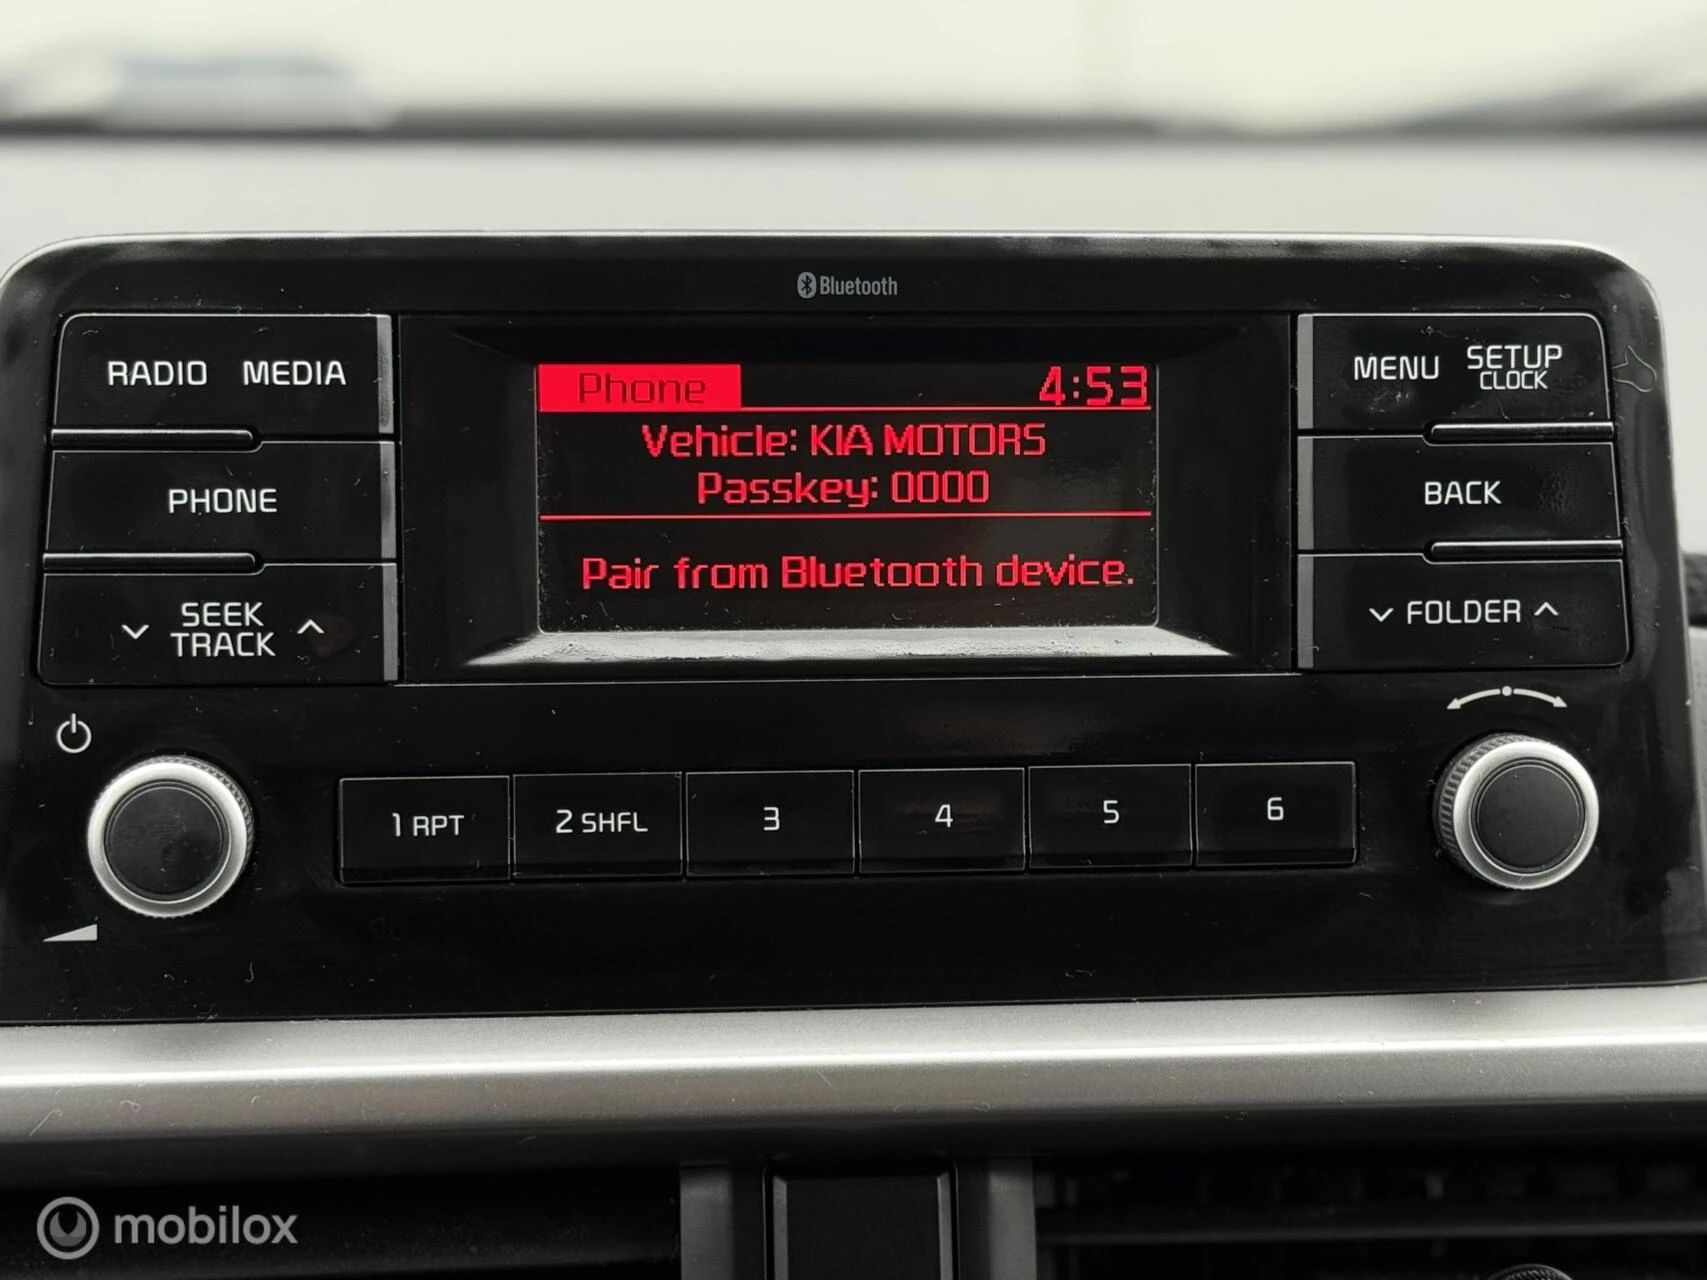 Bluetooth
RADIO MEDIA
Phone 4:53
MENU SETUP
CLOCK
Vehicle: KIA MOTORS
Passkey: 0000
PHONE
BACK
Pair from Bluetooth device.
SEEK
TRACK
FOLDER
1 RPT 2 SHFL 3 4 5 6
mobilox